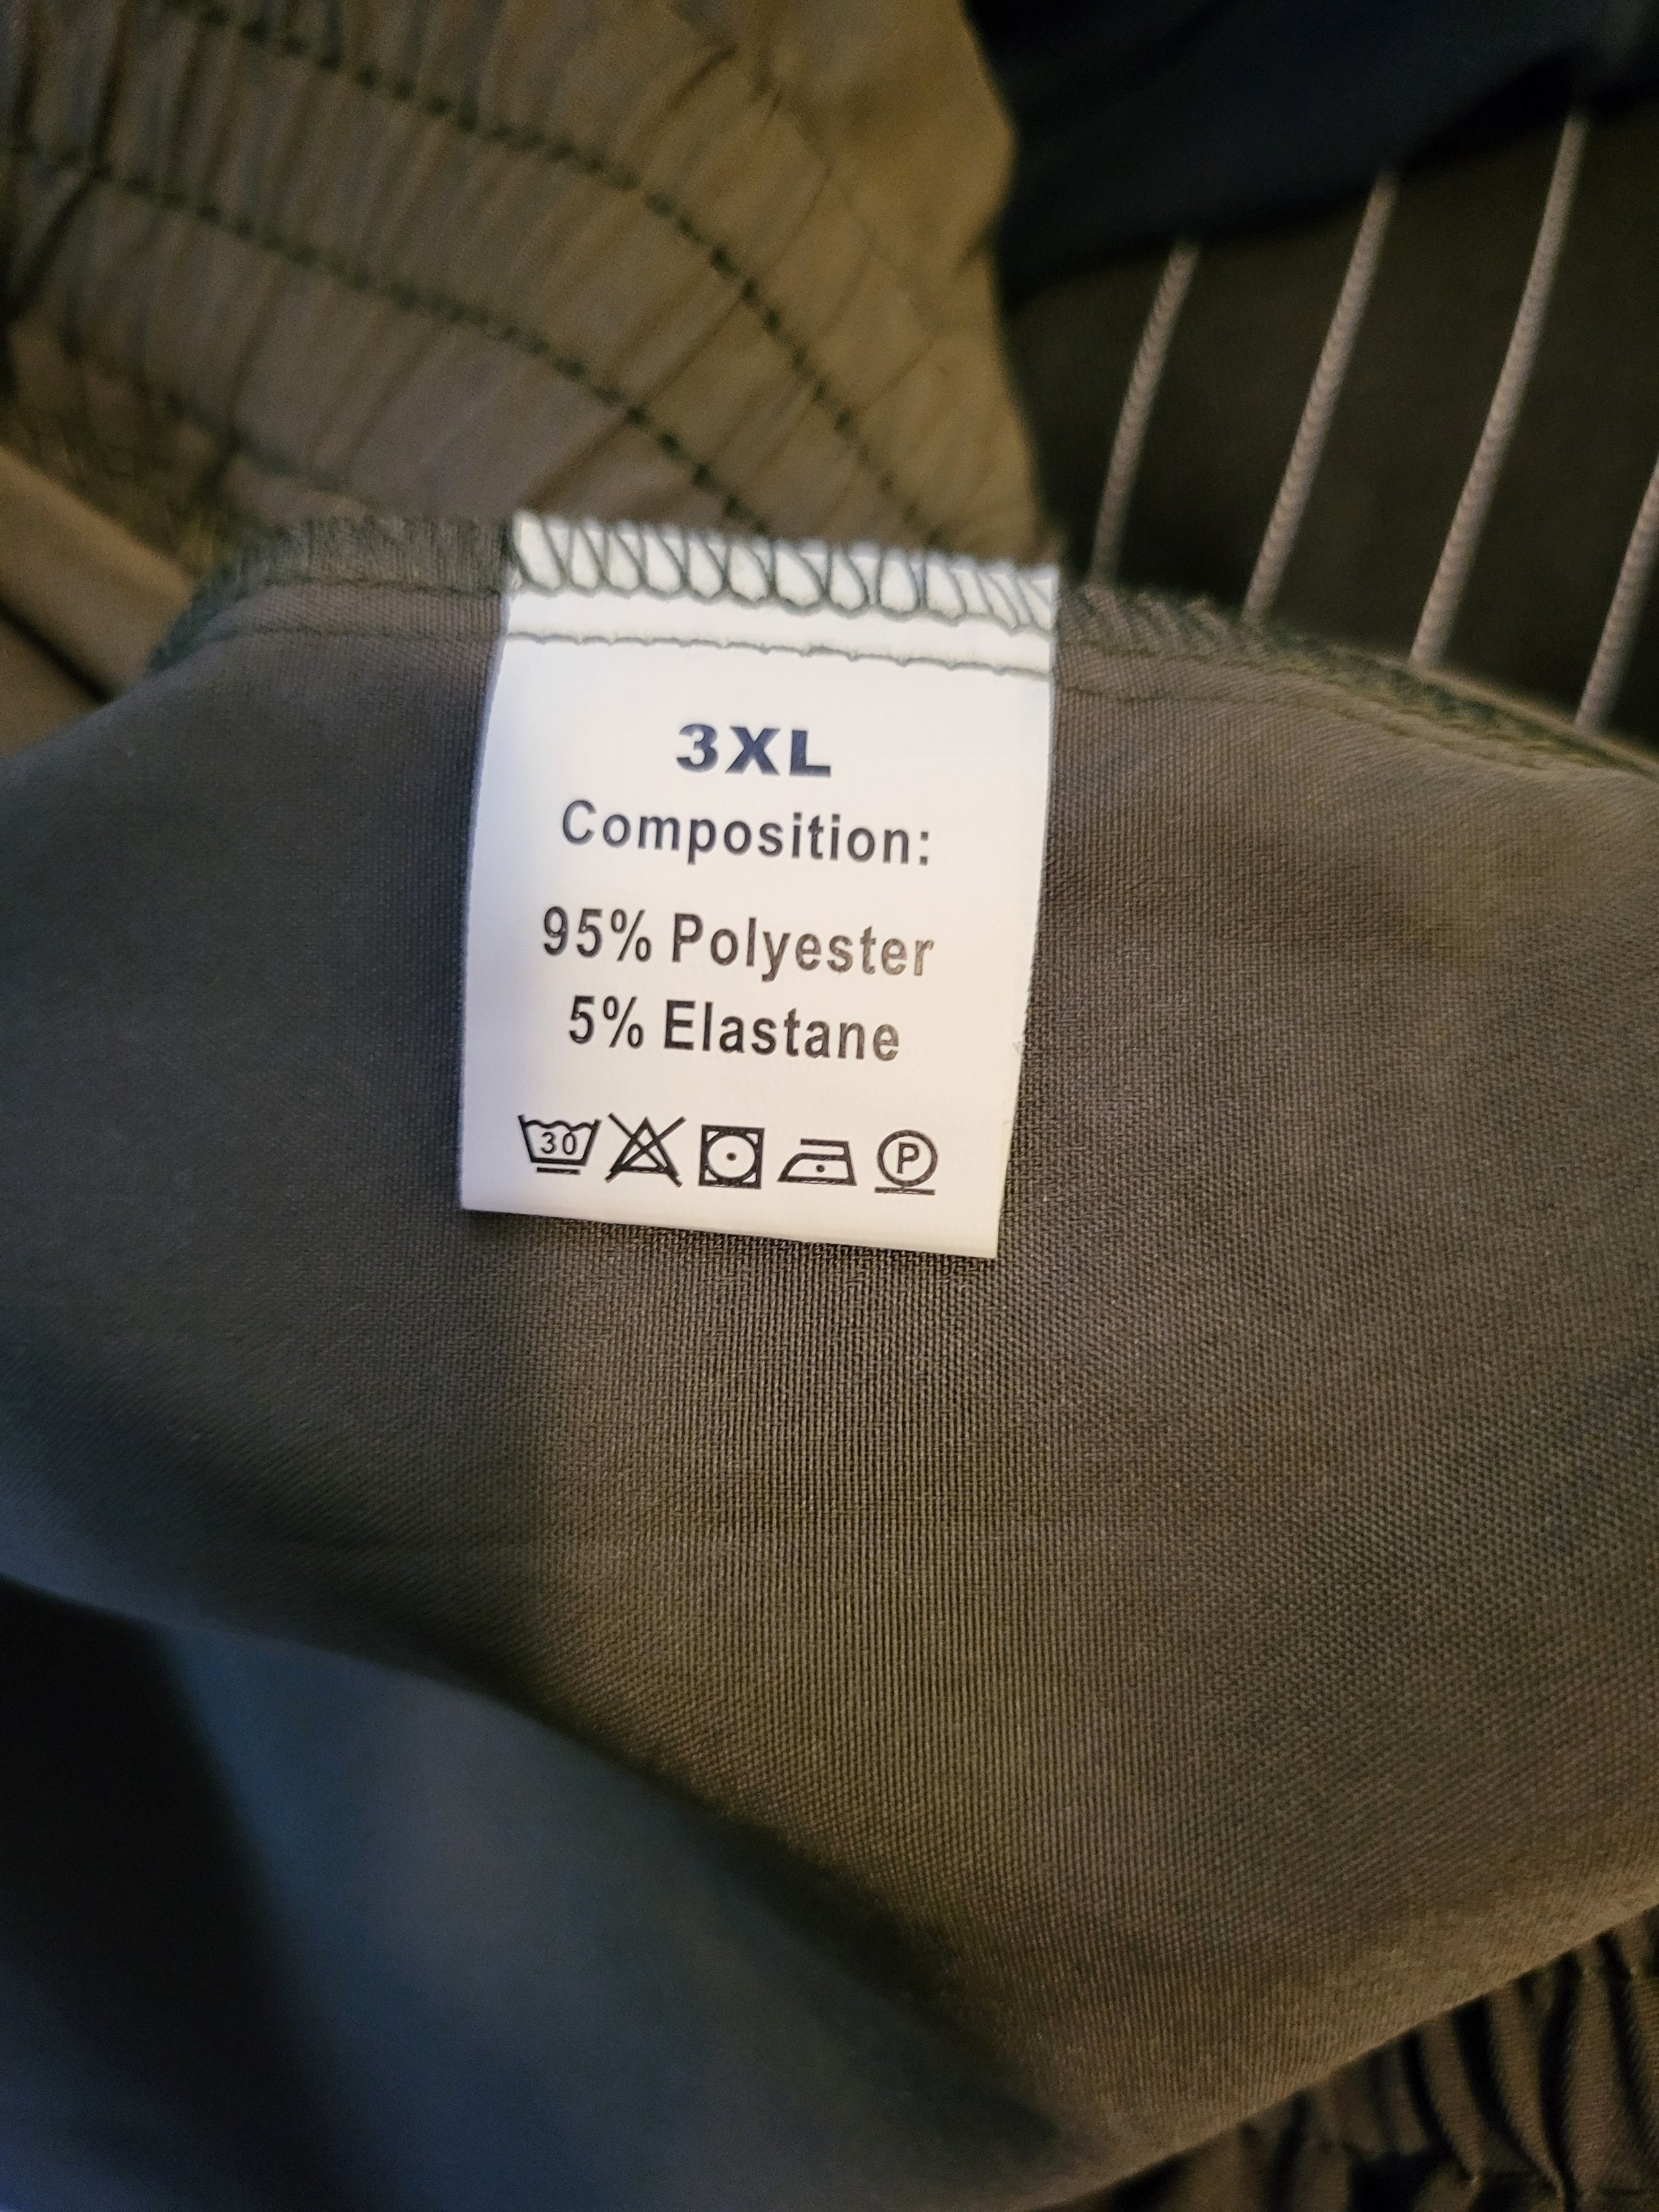 3XL
Composition:
95% Polyester
5% Elastane
30 P